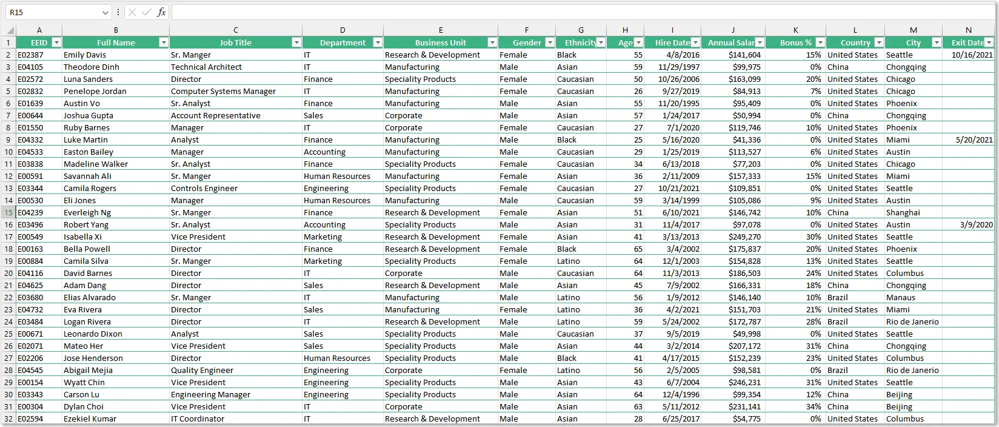 R15 fx
A B C D E F G H I J K L M N
1 EEID Full Name Job Title Department Business Unit Gender Ethnicity Age Hire Date Annual Salar Bonus % Country City Exit Date
2 E02387 Emily Davis Sr. Manger IT Research & Development Female Black 55 4/8/2016 $141,604 15% United States Seattle 10/16/2021
3 E04105 Theodore Dinh Technical Architect IT Manufacturing Male Asian 59 11/29/1997 $99,975 0% China Chongqing
4 E02572 Luna Sanders Director Finance Speciality Products Female Caucasian 50 10/26/2006 $163,099 20% United States Chicago
5 E02832 Penelope Jordan Computer Systems Manager IT Manufacturing Female Caucasian 26 9/27/2019 $84,913 7% United States Chicago
6 E01639 Austin Vo Sr. Analyst Finance Manufacturing Male Asian 55 11/20/1995 $95,409 0% United States Phoenix
7 E00644 Joshua Gupta Account Representative Sales Corporate Male Asian 57 1/24/2017 $50,994 0% China Chongqing
8 E01550 Ruby Barnes Manager IT Corporate Female Caucasian 27 7/1/2020 $119,746 10% United States Phoenix
9 E04332 Luke Martin Analyst Finance Manufacturing Male Black 25 5/16/2020 $41,336 0% United States Miami 5/20/2021
10 E04533 Easton Bailey Manager Accounting Manufacturing Male Caucasian 29 1/25/2019 $113,527 6% United States Austin
11 E03838 Madeline Walker Sr. Analyst Finance Speciality Products Female Caucasian 34 6/13/2018 $77,203 0% United States Chicago
12 E00591 Savannah Ali Sr. Manger Human Resources Manufacturing Female Asian 36 2/11/2009 $157,333 15% United States Miami
13 E03344 Camila Rogers Controls Engineer Engineering Speciality Products Female Caucasian 27 10/21/2021 $109,851 0% United States Seattle
14 E00530 Eli Jones Manager Human Resources Manufacturing Male Caucasian 59 3/14/1999 $105,086 9% United States Austin
15 E04239 Everleigh Ng Sr. Manger Finance Research & Development Female Asian 51 6/10/2021 $146,742 10% China Shanghai
16 E03496 Robert Yang Sr. Analyst Accounting Speciality Products Male Asian 31 11/4/2017 $97,078 0% United States Austin 3/9/2020
17 E00549 Isabella Xi Vice President Marketing Research & Development Female Asian 41 3/13/2013 $249,270 30% United States Seattle
18 E00163 Bella Powell Director Finance Research & Development Female Black 65 3/4/2002 $175,837 20% United States Phoenix
19 E00884 Camila Silva Sr. Manger Marketing Speciality Products Female Latino 64 12/1/2003 $154,828 13% United States Seattle
20 E04116 David Barnes Director IT Corporate Male Caucasian 64 11/3/2013 $186,503 24% United States Columbus
21 E04625 Adam Dang Director Sales Research & Development Male Asian 45 7/9/2002 $166,331 18% China Chongqing
22 E03680 Elias Alvarado Sr. Manger IT Manufacturing Male Latino 56 1/9/2012 $146,140 10% Brazil Manaus
23 E04732 Eva Rivera Director Sales Manufacturing Female Latino 36 4/2/2021 $151,703 21% United States Miami
24 E03484 Logan Rivera Director IT Research & Development Male Latino 59 5/24/2002 $172,787 28% Brazil Rio de Janerio
25 E00671 Leonardo Dixon Analyst Sales Speciality Products Male Caucasian 37 9/5/2019 $49,998 0% United States Seattle
26 E02071 Mateo Her Vice President Sales Speciality Products Male Asian 44 3/2/2014 $207,172 31% China Chongqing
27 E02206 Jose Henderson Director Human Resources Speciality Products Male Black 41 4/17/2015 $152,239 23% United States Columbus
28 E04545 Abigail Mejia Quality Engineer Engineering Corporate Female Latino 56 2/5/2005 $98,581 0% Brazil Rio de Janerio
29 E00154 Wyatt Chin Vice President Engineering Speciality Products Male Asian 43 6/7/2004 $246,231 31% United States Seattle
30 E03343 Carson Lu Engineering Manager Engineering Speciality Products Male Asian 64 12/4/1996 $99,354 12% China Beijing
31 E00304 Dylan Choi Vice President IT Corporate Male Asian 63 5/11/2012 $231,141 34% China Beijing
32 E02594 Ezekiel Kumar IT Coordinator IT Research & Development Male Asian 28 6/25/2017 $54,775 0% United States Columbus